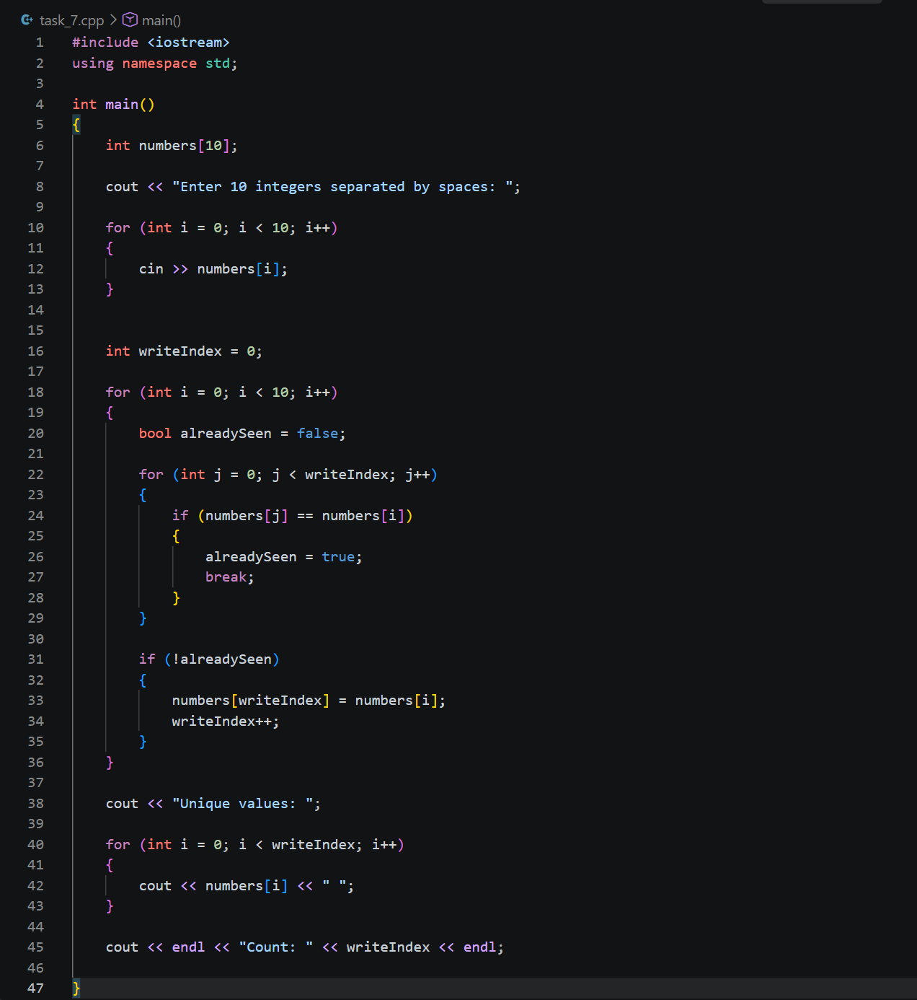 task_7.cpp > main()
1 #include <iostream>
2 using namespace std;
3
4 int main()
5 {
6     int numbers[10];
7
8     cout << "Enter 10 integers separated by spaces: ";
9
10     for (int i = 0; i < 10; i++)
11     {
12         cin >> numbers[i];
13     }
14
15
16     int writeIndex = 0;
17
18     for (int i = 0; i < 10; i++)
19     {
20         bool alreadySeen = false;
21
22         for (int j = 0; j < writeIndex; j++)
23         {
24             if (numbers[j] == numbers[i])
25             {
26                 alreadySeen = true;
27                 break;
28             }
29         }
30
31         if (!alreadySeen)
32         {
33             numbers[writeIndex] = numbers[i];
34             writeIndex++;
35         }
36     }
37
38     cout << "Unique values: ";
39
40     for (int i = 0; i < writeIndex; i++)
41     {
42         cout << numbers[i] << " ";
43     }
44
45     cout << endl << "Count: " << writeIndex << endl;
46
47 }